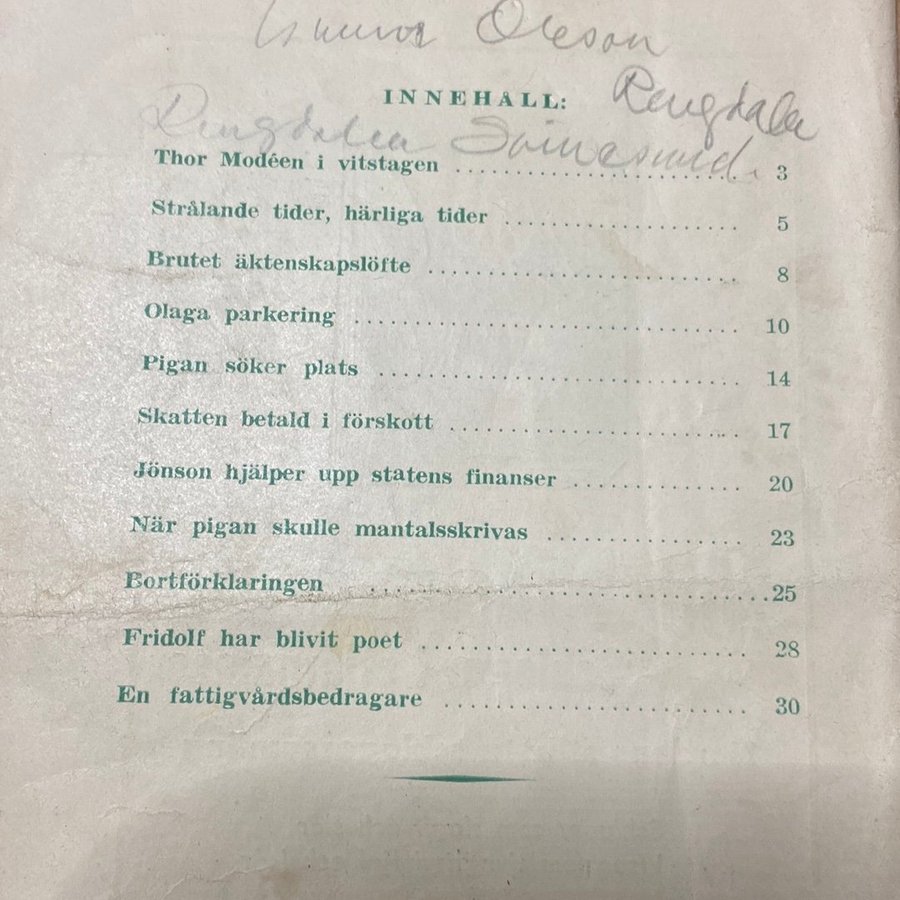 Oleson
INNEHÅLL:
Thor Modéen i vitstagen ........................ 3
Strålande tider, härliga tider .................... 5
Brutet äktenskapslöfte .......................... 8
Olaga parkering ................................ 10
Pigan söker plats .............................. 14
Skatten betald i förskott ........................ 17
Jönson hjälper upp statens finanser .............. 20
När pigan skulle mantalsskrivas ................ 23
Bortförklaringen ................................ 25
Fridolf har blivit poet .......................... 28
En fattigvårdsbedragare ........................ 30